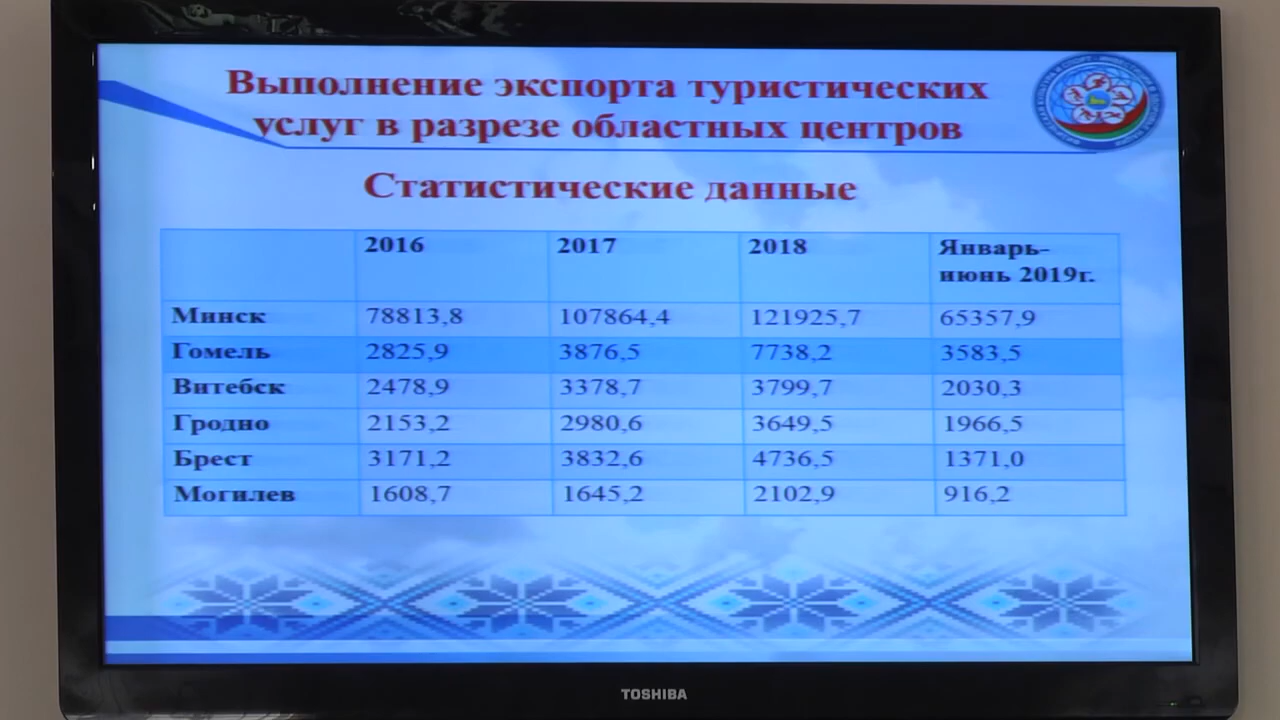 Выполнение экспорта туристических
услуг в разрезе областных центров
Статистические данные
2016 2017 2018 Январь-
июнь 2019г.
Минск 78813,8 107864,4 121925,7 65357,9
Гомель 2825,9 3876,5 7738,2 3583,5
Витебск 2478,9 3378,7 3799,7 2030,3
Гродно 2153,2 2980,6 3649,5 1966,5
Брест 3171,2 3832,6 4736,5 1371,0
Могилев 1608,7 1645,2 2102,9 916,2
TOSHIBA